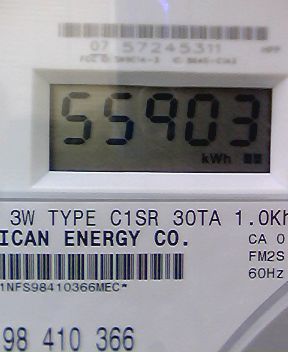 07 57245311
55903
kWh
3W TYPE C1SR 30TA 1.0Kh
ICAN ENERGY CO.
CA 0
FM2S
60Hz
1NFS98410366MEC*
98 410 366